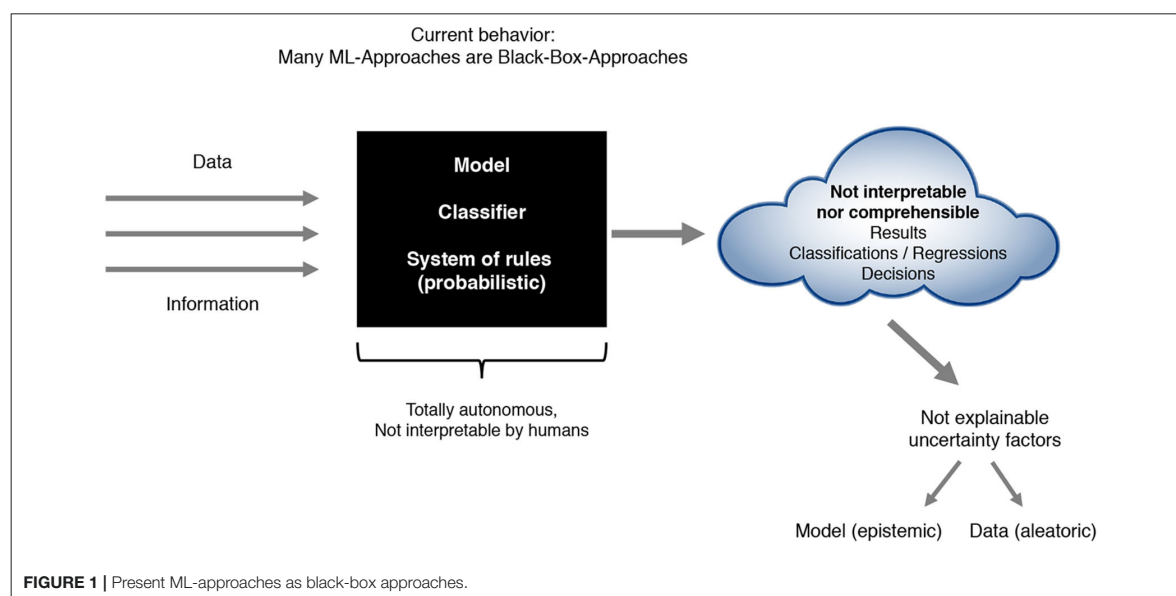 Current behavior:
Many ML-Approaches are Black-Box-Approaches
Data
Information
Model
Classifier
System of rules
(probabilistic)
Totally autonomous,
Not interpretable by humans
Not interpretable
nor comprehensible
Results
Classifications / Regressions
Decisions
Not explainable
uncertainty factors
Model (epistemic)
Data (aleatoric)
FIGURE 1 | Present ML-approaches as black-box approaches.